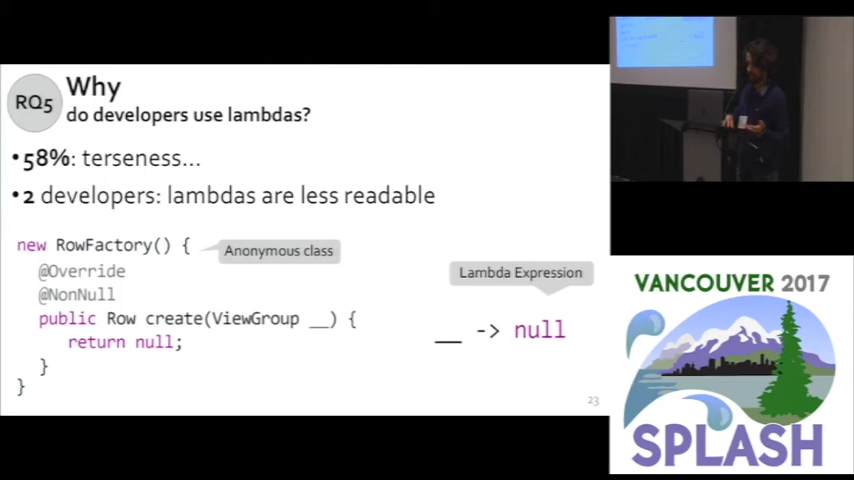 RQ5
Why
do developers use lambdas?
•58%: terseness...
•2 developers: lambdas are less readable
new RowFactory() {
Anonymous class
@Override
@NonNull
public Row create(ViewGroup __) {
return null;
}
}
Lambda Expression
__ -> null
23
VANCOUVER 2017
SPLASH